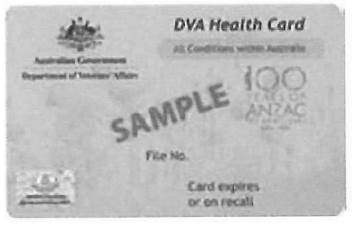 DVA Health Card
All Conditions within Australia
Australian Government
Department of Veterans' Affairs
100
YEARS OF
ANZAC
SAMPLE
File No.
Card expires
or on recall